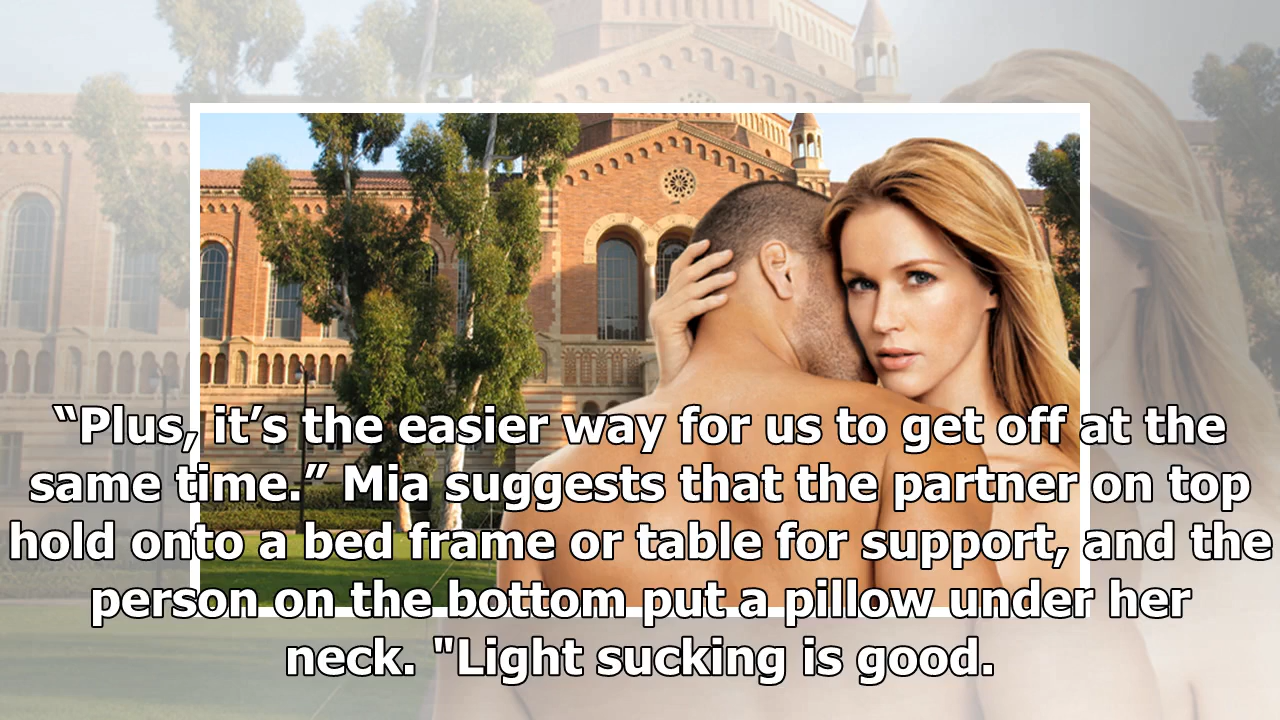 “Plus, it’s the easier way for us to get off at the
same time.” Mia suggests that the partner on top
hold onto a bed frame or table for support, and the
person on the bottom put a pillow under her
neck. "Light sucking is good.